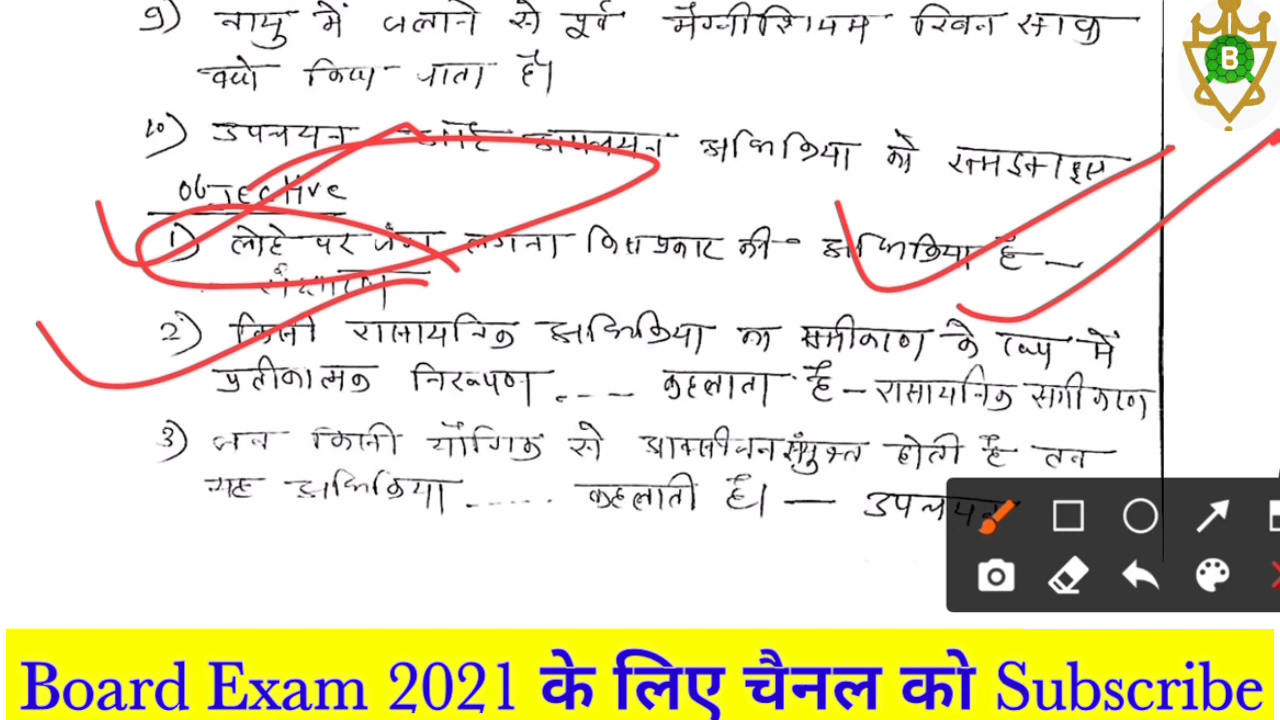 9) वायु में जलाने से पूर्व मैग्नीशियम रिबन साफ
क्यों किया जाता है।
10) उपचयन और अपचयन अभिक्रिया को समझाइए
Objective
1) लोहे पर जंग लगना किस प्रकार की अभिक्रिया है –
संक्षारण
2) किसी रासायनिक अभिक्रिया का समीकरण के रूप में
प्रतीकात्मक निरूपण .... कहलाता है – रासायनिक समीकरण
3) जब किसी यौगिक से आक्सीजन संयुक्त होती है तब
यह अभिक्रिया ...... कहलाती है। — उपचयन
B
Board Exam 2021 के लिए चैनल को Subscribe